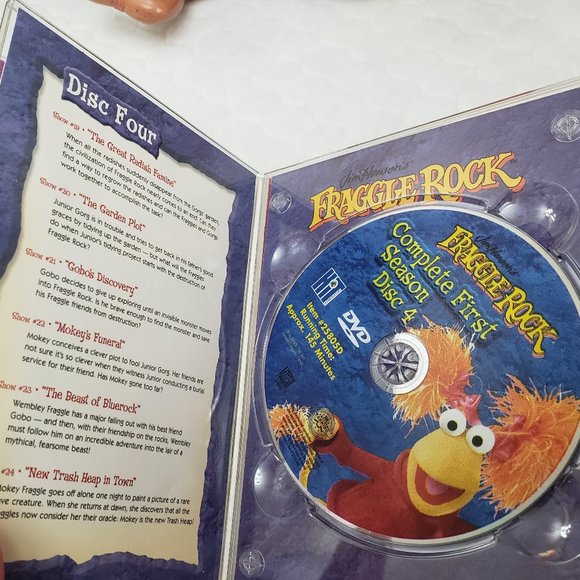 Disc Four
Show #19 • "The Great Radish Famine"
When all the radishes suddenly disappear from the Gorgs' garden,
the civilization of Fraggle Rock nearly comes to an end. Can they
find a way to regrow the radishes and can the Fraggles and Gorgs
work together to accomplish the task?
Show #20 • "The Garden Plot"
Junior Gorg is in trouble and tries to get back in his father's good
graces by tidying up the garden — but what will the Fraggles
do when Junior's tidying project starts with the destruction of
Fraggle Rock?
Show #21 • "Gobo's Discovery"
Gobo decides to give up exploring until an invisible monster moves
into Fraggle Rock. Is he brave enough to find the monster and save
his Fraggle friends from destruction?
Show #22 • "Mokey's Funeral"
Mokey conceives a clever plot to fool Junior Gorg. Her friends are
not sure it's so clever when they witness Junior conducting a burial
service for their friend. Has Mokey gone too far?
Show #23 • "The Beast of Bluerock"
Wembley Fraggle has a major falling out with his best friend
Gobo — and then, with their friendship on the rocks, Wembley
must follow him on an incredible adventure into the lair of a
mythical, fearsome beast!
#24 • "New Trash Heap in Town"
Mokey Fraggle goes off alone one night to paint a picture of a rare
ve creature. When she returns at dawn, she discovers that all the
ggles now consider her their oracle: Mokey is the new Trash Heap!
Jim Henson's
FRAGGLE ROCK
Jim Henson's
FRAGGLE ROCK
Complete First
Season
Disc 4
DVD
Item #25905D
Running Time:
Approx. 145 Minutes